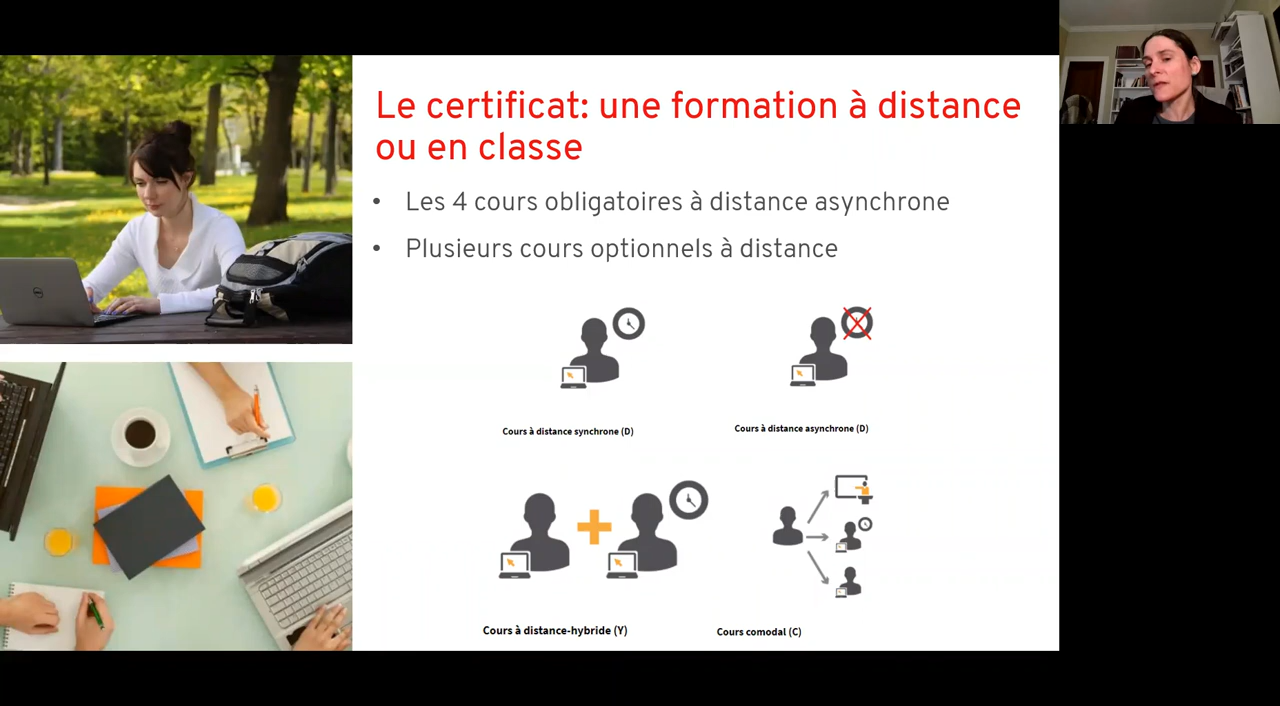 Le certificat: une formation à distance
ou en classe
• Les 4 cours obligatoires à distance asynchrone
• Plusieurs cours optionnels à distance
Cours à distance synchrone (D)
Cours à distance asynchrone (D)
Cours à distance-hybride (Y)
Cours comodal (C)